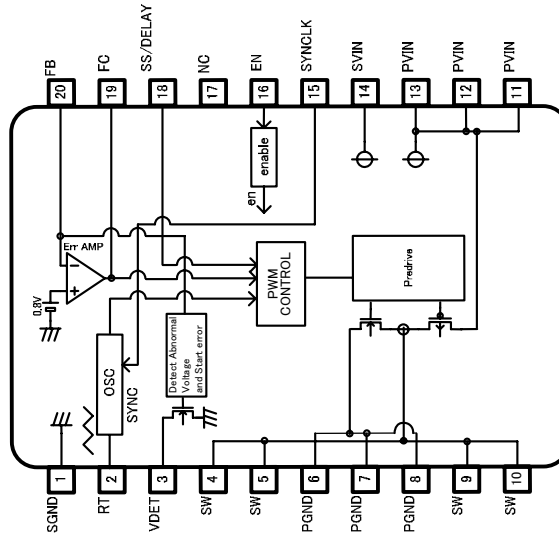 FB
FC
SS/DELAY
NC
EN
SYNCLK
SVIN
PVIN
PVIN
PVIN
20
19
18
17
16
15
14
13
12
11
enable
en
Err AMP
0.8V
PWM
CONTROL
Predrive
OSC
SYNC
Detect Abnormal
Voltage
and Start error
1
2
3
4
5
6
7
8
9
10
SGND
RT
VDET
SW
SW
PGND
PGND
PGND
SW
SW